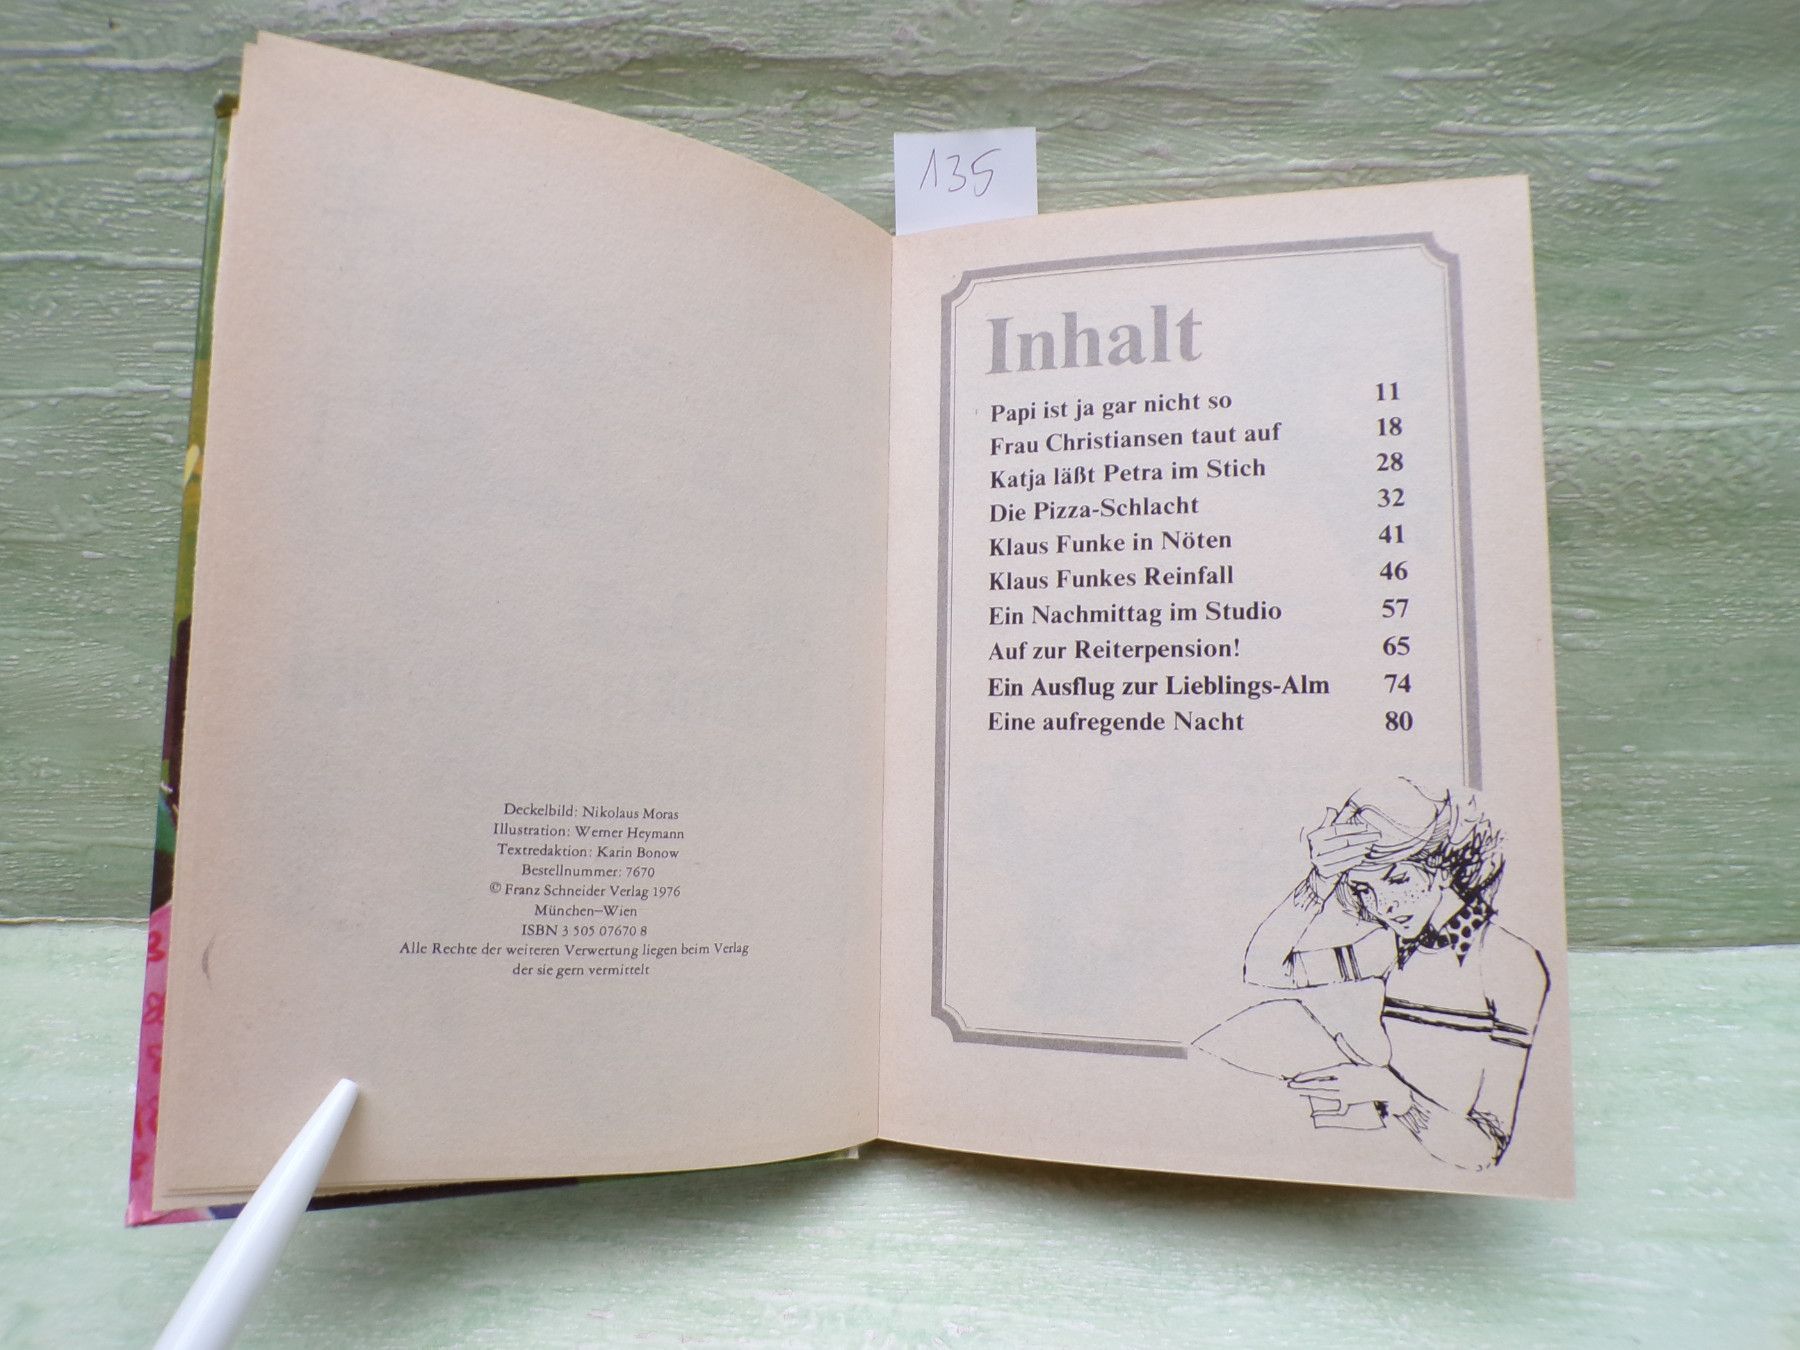 135
Deckelbild: Nikolaus Moras
Illustration: Werner Heymann
Textredaktion: Karin Bonow
Bestellnummer: 7670
© Franz Schneider Verlag 1976
München–Wien
ISBN 3 505 07670 8
Alle Rechte der weiteren Verwertung liegen beim Verlag
der sie gern vermittelt
Inhalt
Papi ist ja gar nicht so 11
Frau Christiansen taut auf 18
Katja läßt Petra im Stich 28
Die Pizza-Schlacht 32
Klaus Funke in Nöten 41
Klaus Funkes Reinfall 46
Ein Nachmittag im Studio 57
Auf zur Reiterpension! 65
Ein Ausflug zur Lieblings-Alm 74
Eine aufregende Nacht 80